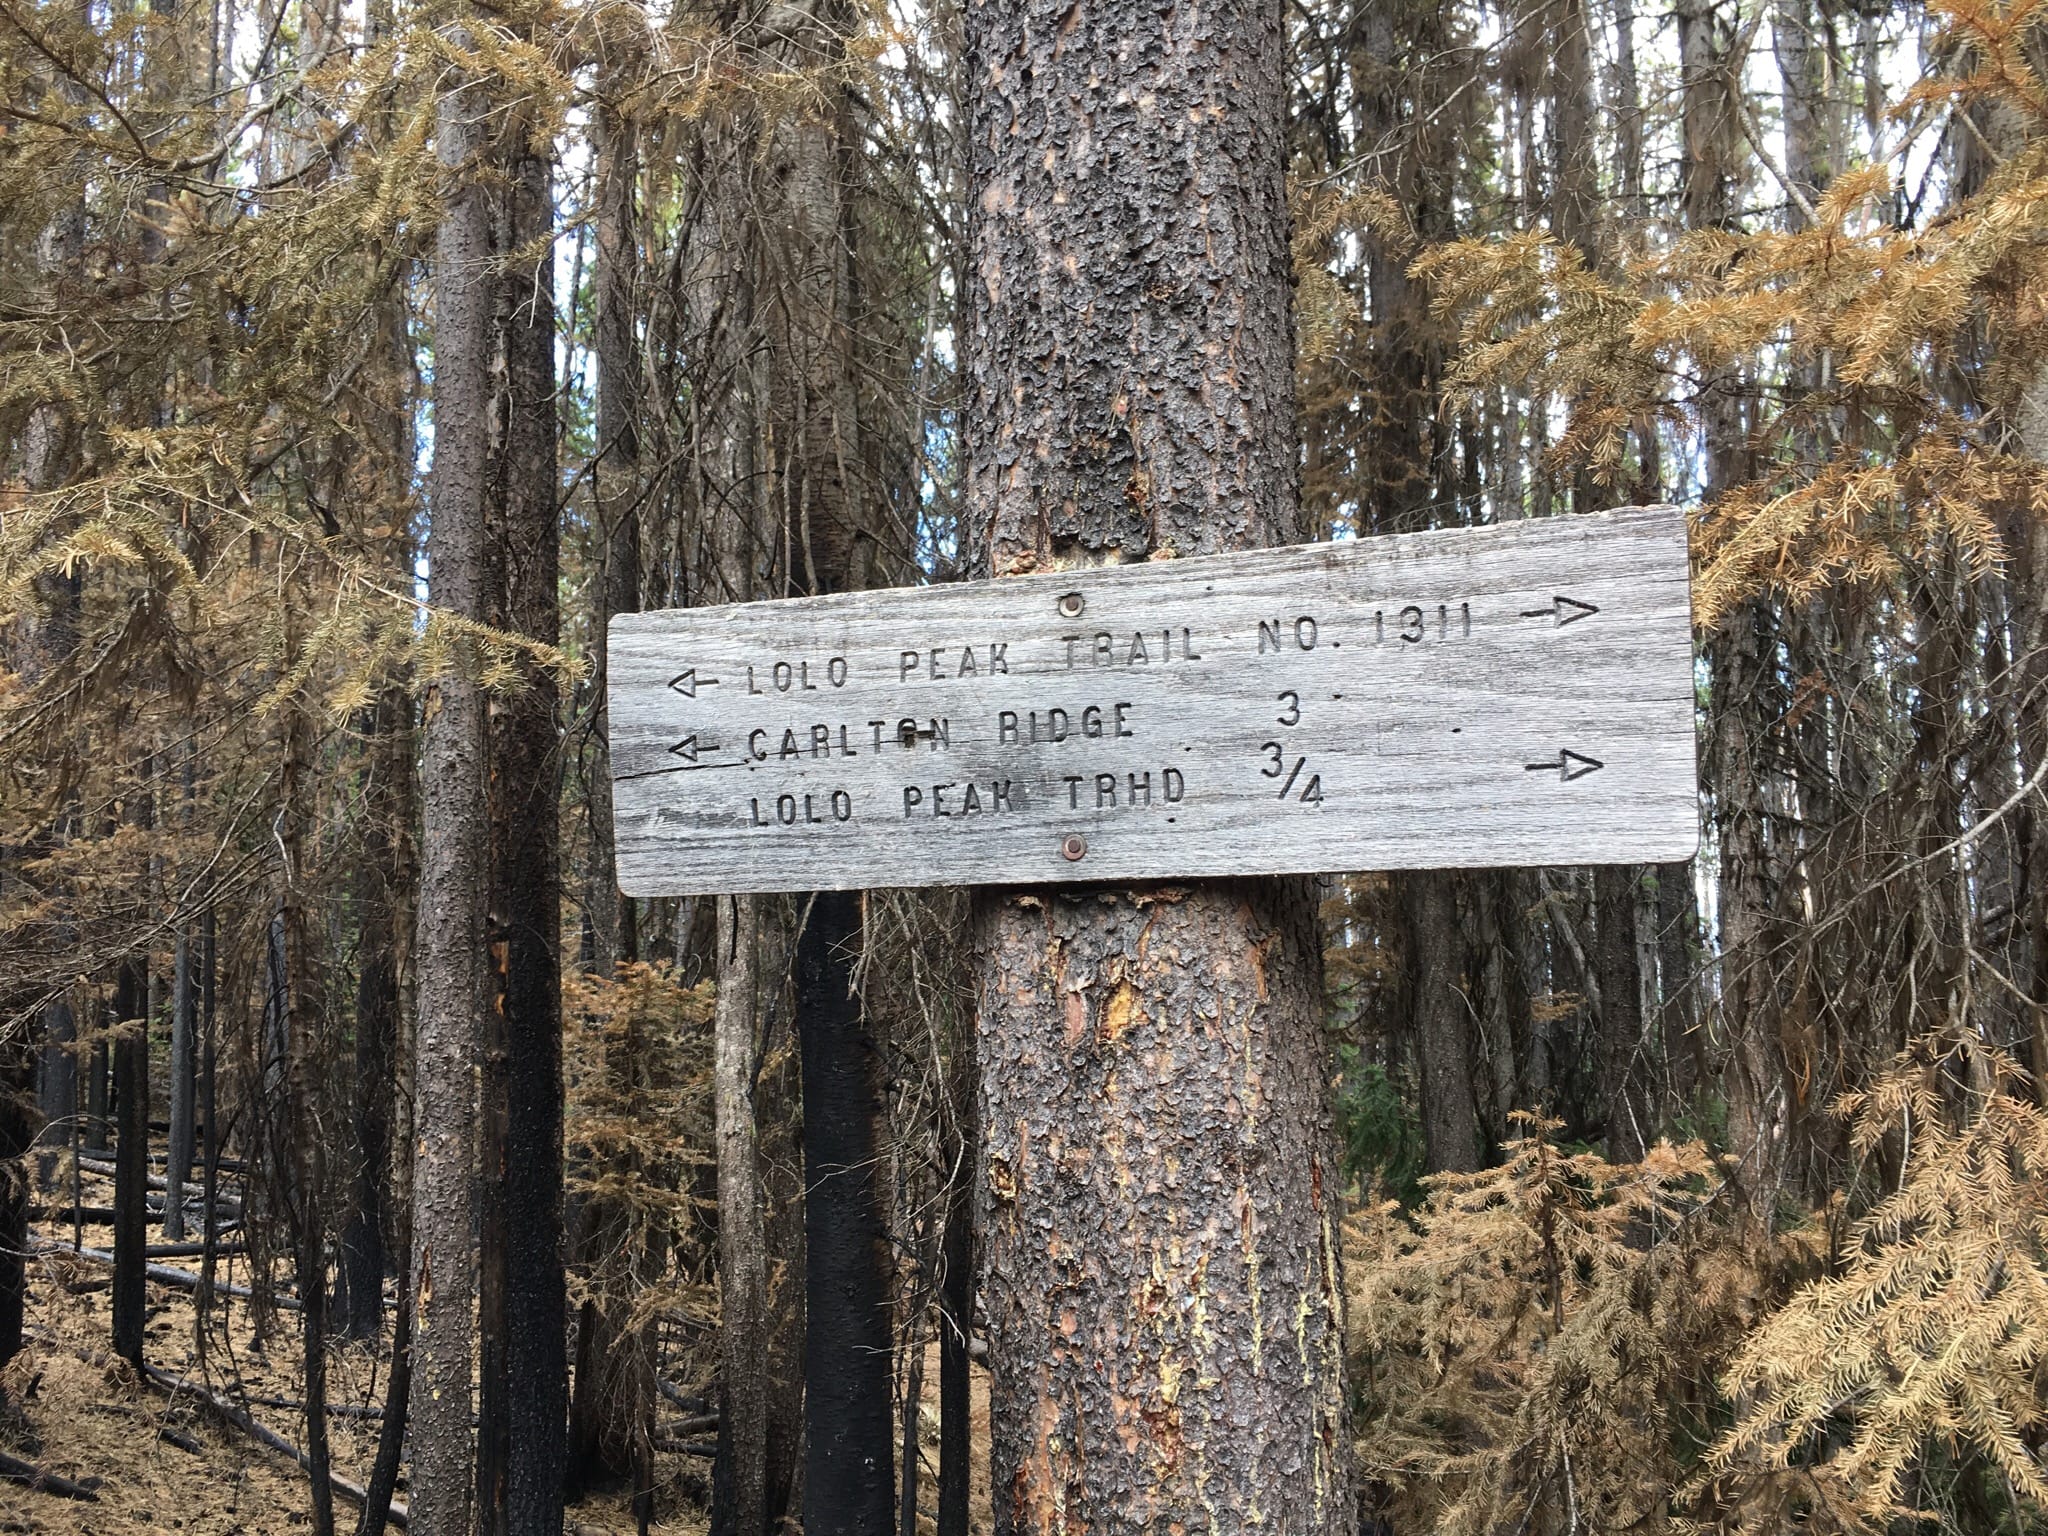 ← LOLO PEAK TRAIL NO. 1311 →
← CARLTON RIDGE 3
LOLO PEAK TRHD 3/4 →